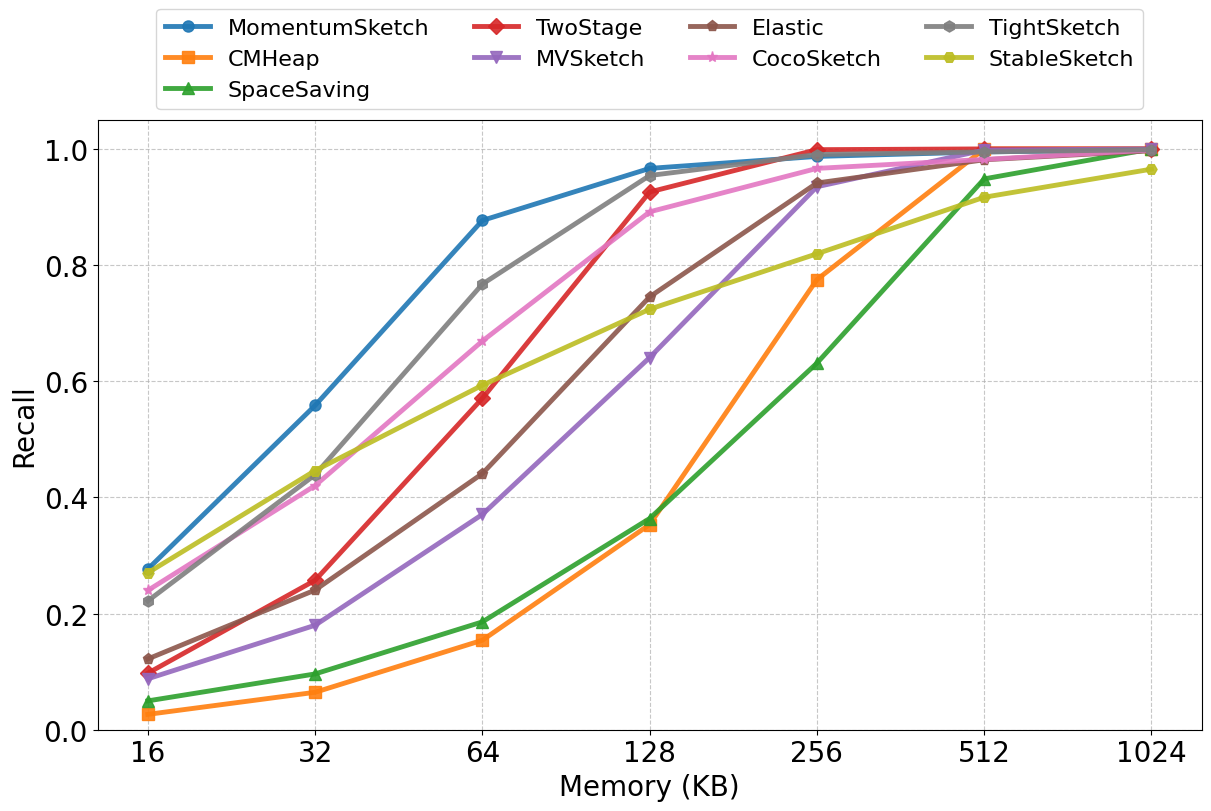 MomentumSketch TwoStage Elastic TightSketch
CMHeap MVSketch CocoSketch StableSketch
SpaceSaving
1.0
0.8
0.6
0.4
0.2
0.0
Recall
16 32 64 128 256 512 1024
Memory (KB)